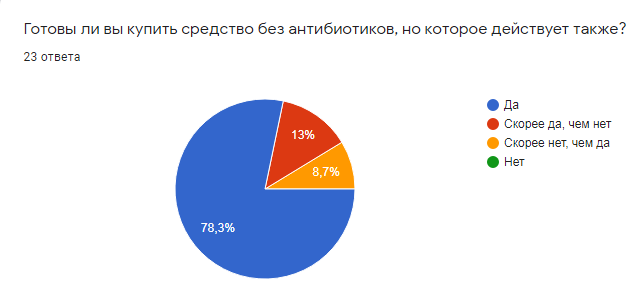 Готовы ли вы купить средство без антибиотиков, но которое действует также?
23 ответа
Да
Скорее да, чем нет
Скорее нет, чем да
Нет
13%
8,7%
78,3%